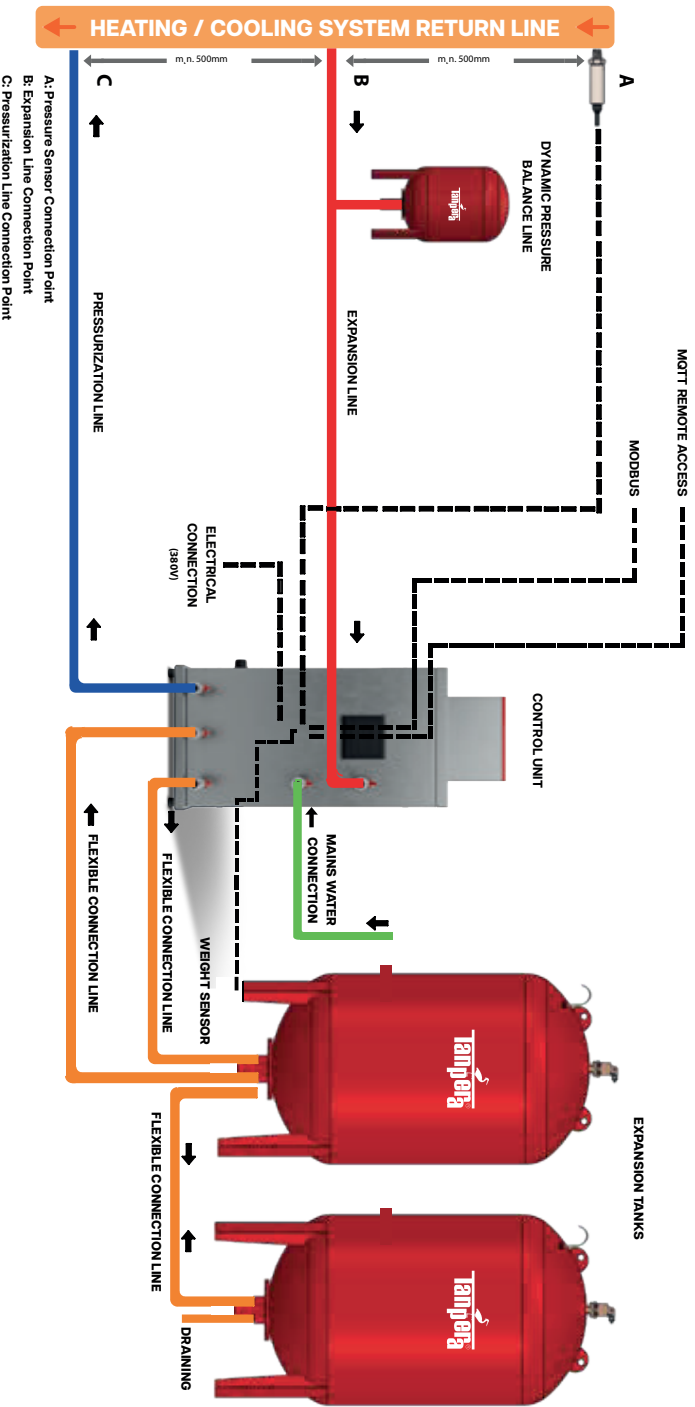 HEATING / COOLING SYSTEM RETURN LINE
mın. 500mm
mın. 500mm
A
B
C
DYNAMIC PRESSURE
BALANCE LINE
Tanpera
EXPANSION LINE
PRESSURIZATION LINE
A: Pressure Sensor Connection Point
B: Expansion Line Connection Point
C: Pressurization Line Connection Point
MQTT REMOTE ACCESS
MODBUS
ELECTRICAL
CONNECTION
(380V)
CONTROL UNIT
MAINS WATER
CONNECTION
FLEXIBLE CONNECTION LINE
FLEXIBLE CONNECTION LINE
WEIGHT SENSOR
EXPANSION TANKS
Tanpera
FLEXIBLE CONNECTION LINE
Tanpera
DRAINING